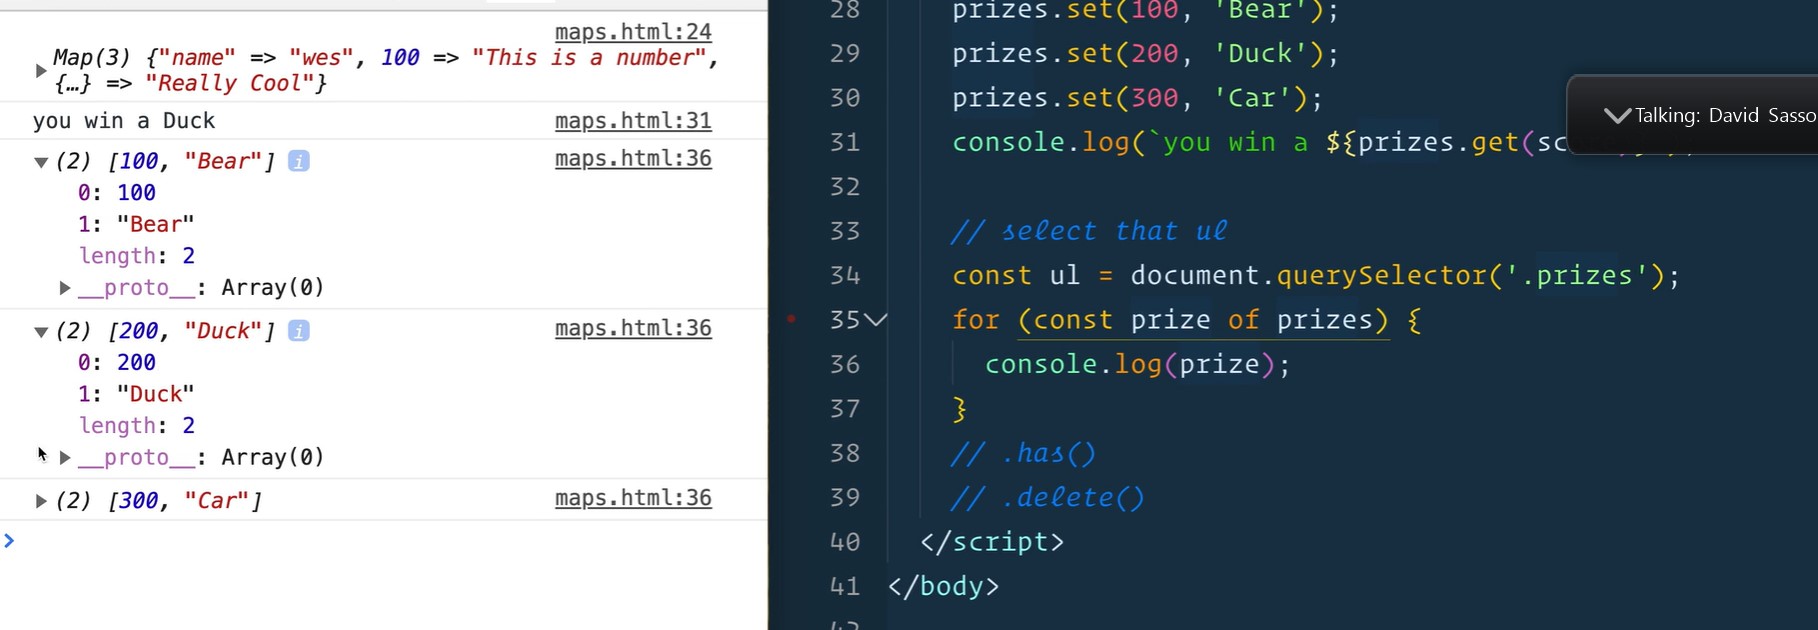 maps.html:24
Map(3) {"name" => "wes", 100 => "This is a number",
{…} => "Really Cool"}
you win a Duck maps.html:31
(2) [100, "Bear"] i maps.html:36
0: 100
1: "Bear"
length: 2
__proto__: Array(0)
(2) [200, "Duck"] i maps.html:36
0: 200
1: "Duck"
length: 2
__proto__: Array(0)
(2) [300, "Car"] maps.html:36
28 prizes.set(100, 'Bear');
29 prizes.set(200, 'Duck');
30 prizes.set(300, 'Car');
Talking: David Sasso
31 console.log(`you win a ${prizes.get(sc
32
33 // select that ul
34 const ul = document.querySelector('.prizes');
35 for (const prize of prizes) {
36 console.log(prize);
37 }
38 // .has()
39 // .delete()
40 </script>
41 </body>